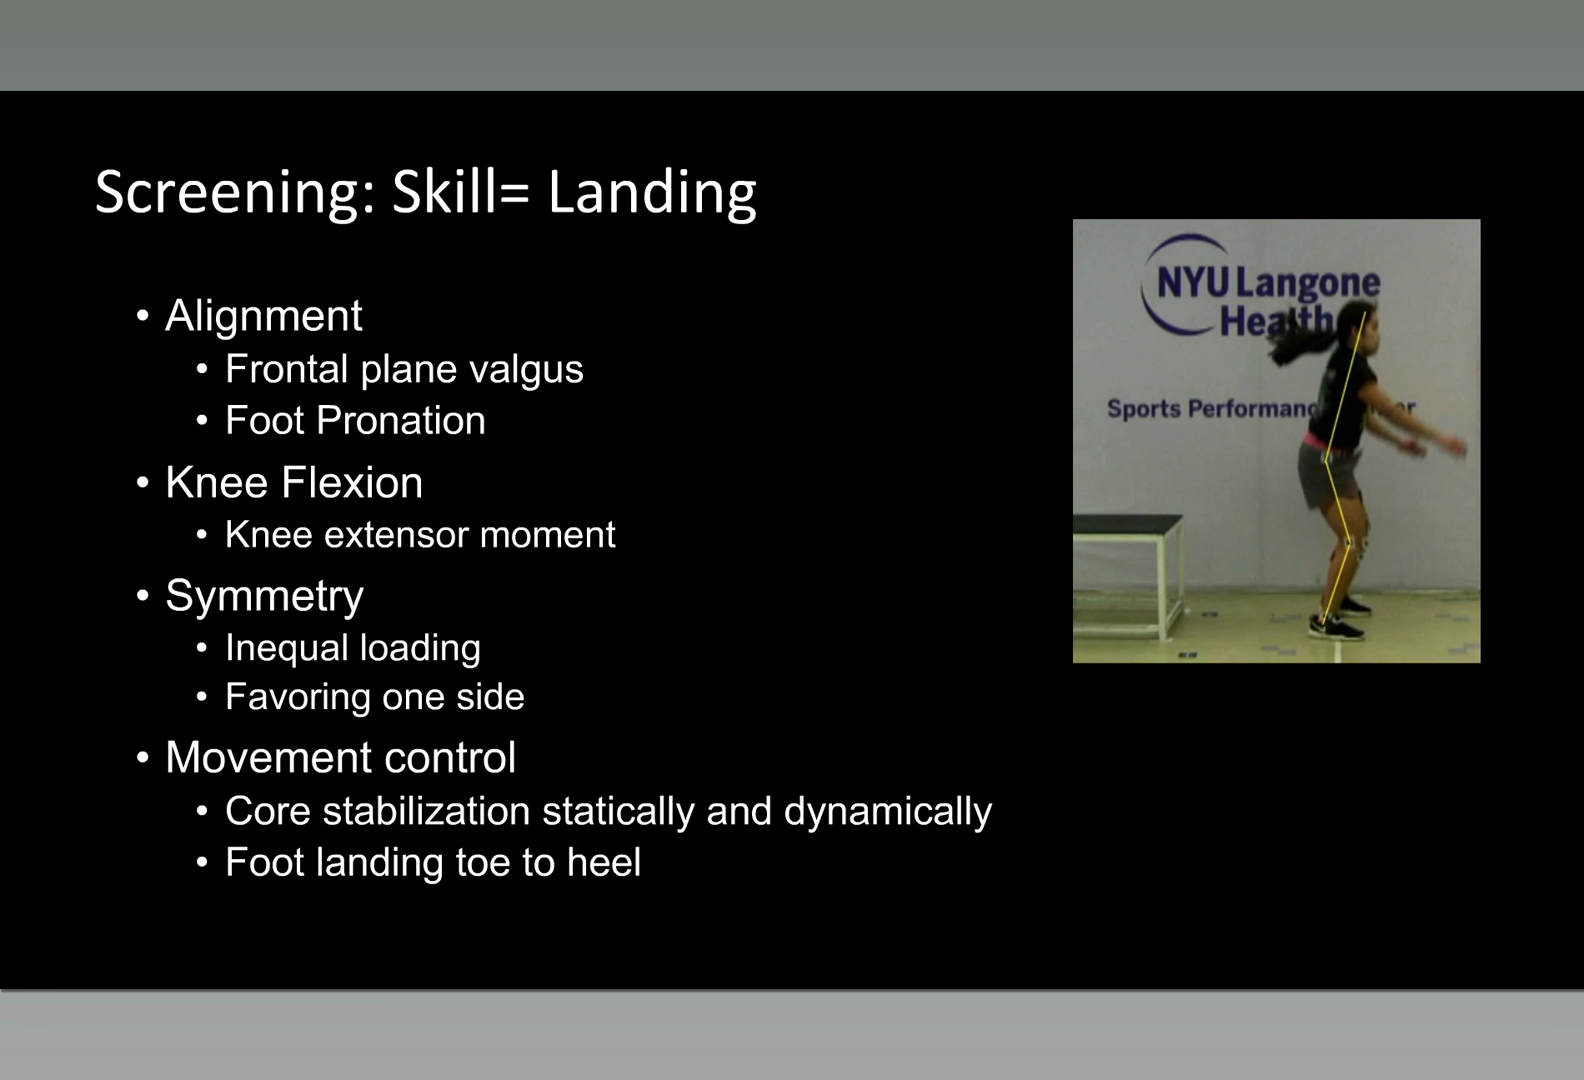 Screening: Skill= Landing
• Alignment
• Frontal plane valgus
• Foot Pronation
• Knee Flexion
• Knee extensor moment
• Symmetry
• Inequal loading
• Favoring one side
• Movement control
• Core stabilization statically and dynamically
• Foot landing toe to heel
NYU Langone
Health
Sports Performanc